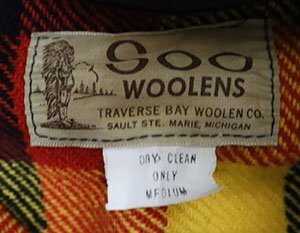 Soo
WOOLENS
TRAVERSE BAY WOOLEN CO.
SAULT STE. MARIE, MICHIGAN
DRY-CLEAN
ONLY
MEDIUM